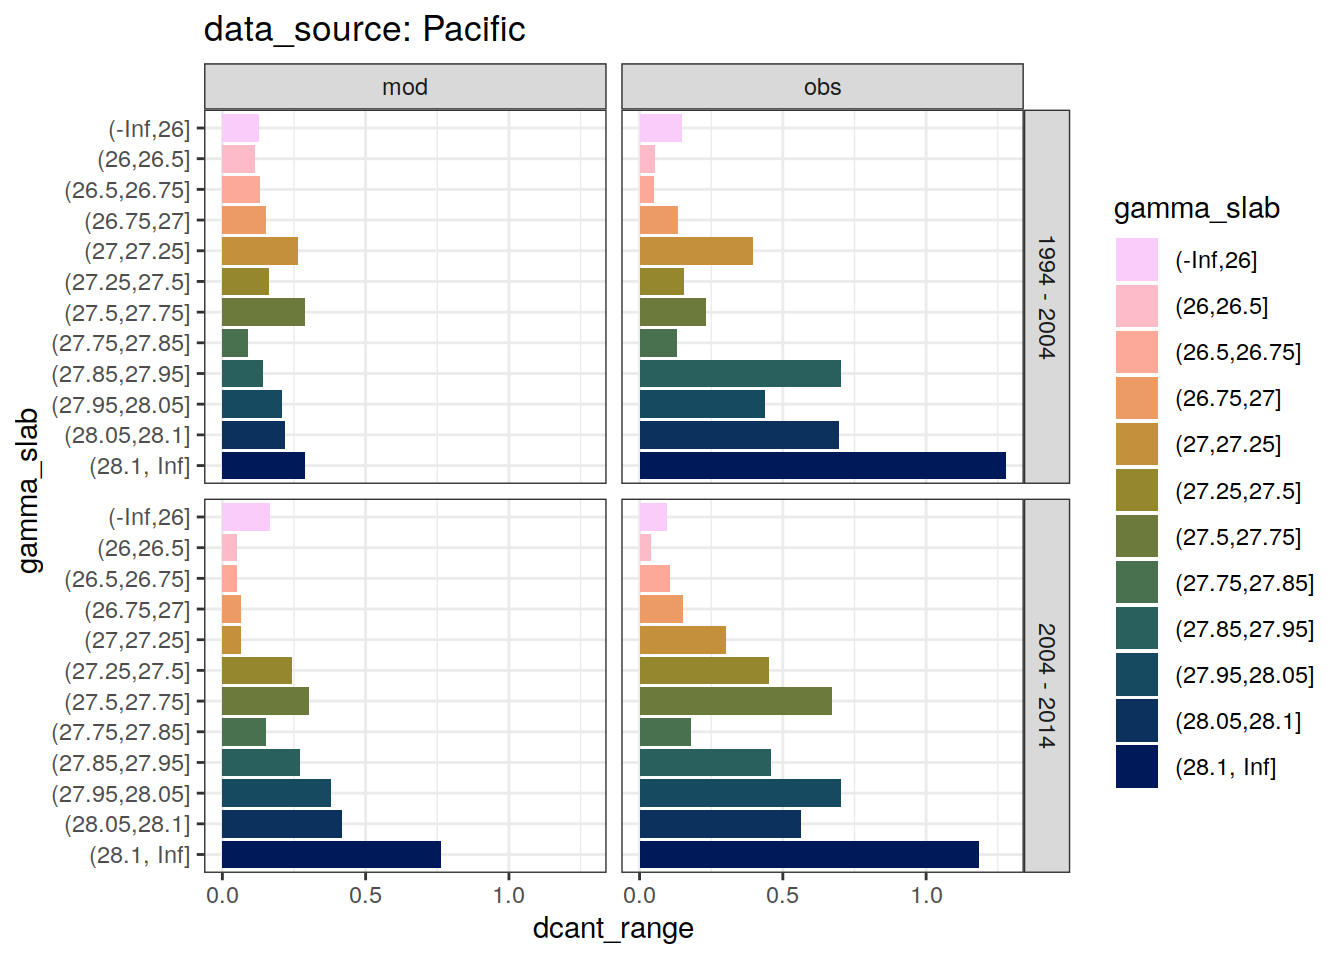 data_source: Pacific
mod
obs
(-Inf,26]
(26,26.5]
(26.5,26.75]
(26.75,27]
(27,27.25]
(27.25,27.5]
(27.5,27.75]
(27.75,27.85]
(27.85,27.95]
(27.95,28.05]
(28.05,28.1]
(28.1, Inf]
1994 - 2004
(-Inf,26]
(26,26.5]
(26.5,26.75]
(26.75,27]
(27,27.25]
(27.25,27.5]
(27.5,27.75]
(27.75,27.85]
(27.85,27.95]
(27.95,28.05]
(28.05,28.1]
(28.1, Inf]
2004 - 2014
gamma_slab
0.0
0.5
1.0
0.0
0.5
1.0
dcant_range
gamma_slab
(-Inf,26]
(26,26.5]
(26.5,26.75]
(26.75,27]
(27,27.25]
(27.25,27.5]
(27.5,27.75]
(27.75,27.85]
(27.85,27.95]
(27.95,28.05]
(28.05,28.1]
(28.1, Inf]